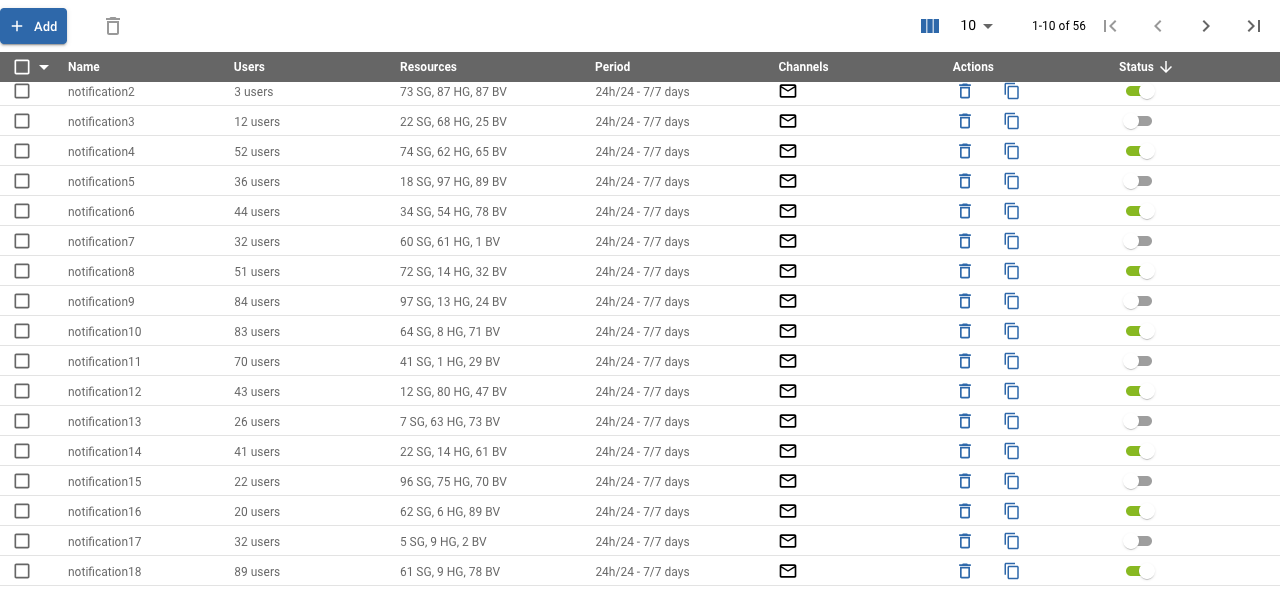 Add 10 1-10 of 56
Name Users Resources Period Channels Actions Status
notification2 3 users 73 SG, 87 HG, 87 BV 24h/24 - 7/7 days
notification3 12 users 22 SG, 68 HG, 25 BV 24h/24 - 7/7 days
notification4 52 users 74 SG, 62 HG, 65 BV 24h/24 - 7/7 days
notification5 36 users 18 SG, 97 HG, 89 BV 24h/24 - 7/7 days
notification6 44 users 34 SG, 54 HG, 78 BV 24h/24 - 7/7 days
notification7 32 users 60 SG, 61 HG, 1 BV 24h/24 - 7/7 days
notification8 51 users 72 SG, 14 HG, 32 BV 24h/24 - 7/7 days
notification9 84 users 97 SG, 13 HG, 24 BV 24h/24 - 7/7 days
notification10 83 users 64 SG, 8 HG, 71 BV 24h/24 - 7/7 days
notification11 70 users 41 SG, 1 HG, 29 BV 24h/24 - 7/7 days
notification12 43 users 12 SG, 80 HG, 47 BV 24h/24 - 7/7 days
notification13 26 users 7 SG, 63 HG, 73 BV 24h/24 - 7/7 days
notification14 41 users 22 SG, 14 HG, 61 BV 24h/24 - 7/7 days
notification15 22 users 96 SG, 75 HG, 70 BV 24h/24 - 7/7 days
notification16 20 users 62 SG, 6 HG, 89 BV 24h/24 - 7/7 days
notification17 32 users 5 SG, 9 HG, 2 BV 24h/24 - 7/7 days
notification18 89 users 61 SG, 9 HG, 78 BV 24h/24 - 7/7 days